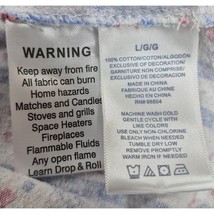 WARNING
Keep away from fire
All fabric can burn
Home hazards
Matches and Candles
Stoves and grills
Space Heaters
Fireplaces
Flammable Fluids
Any open flame
Learn Drop & Roll
L/G/G
100% COTTON/COTTON/ALGODON
EXCLUSIVE OF DECORATION/
GARNITURE NON COMPRISE/
EXCLUSIVO DE DECORACION
MADE IN CHINA
FABRIQUE AU CHINE/
HECHO EN CHINA
RN#
MACHINE WASH COLD
GENTLE CYCLE WITH
LIKE COLORS
USE ONLY NON CHLORINE
BLEACH WHEN NEEDED
TUMBLE DRY LOW
REMOVE PROMPTLY
WARM IRON IF NEEDED